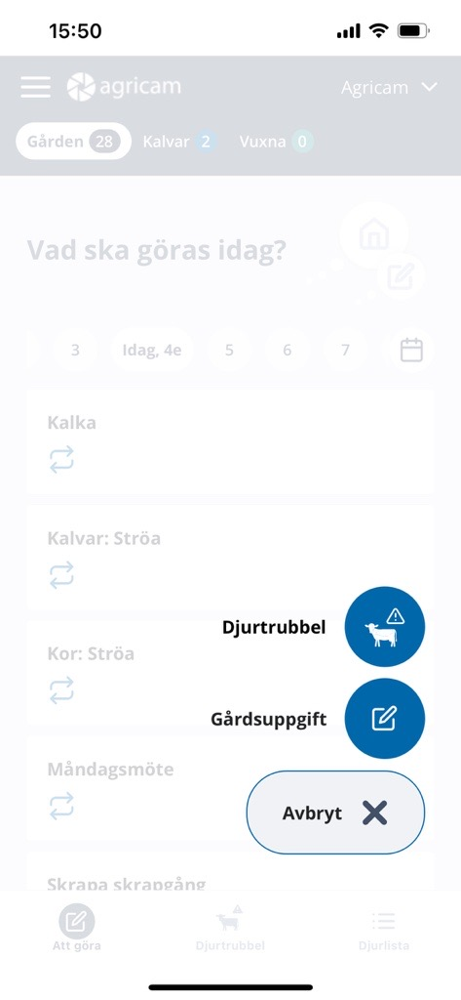 15:50
agricam
Agricam
Gården 28 Kalvar 2 Vuxna 0
Vad ska göras idag?
3 Idag, 4e 5 6 7
Kalka
Kalvar: Ströa
Djurtrubbel
Kor: Ströa
Gårdsuppgift
Måndagsmöte
Avbryt
Skrapa skrapgång
Att göra Djurtrubbel Djurlista